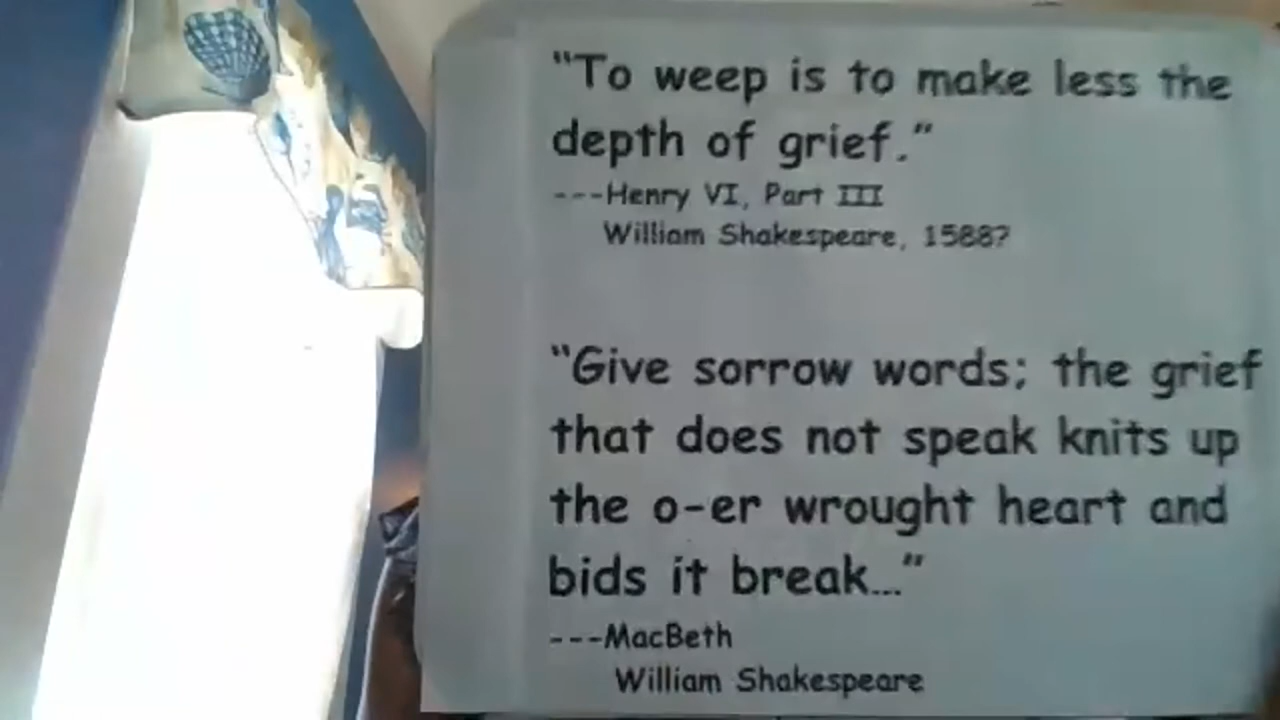 “To weep is to make less the
depth of grief.”
---Henry VI, Part III
William Shakespeare, 1588?
“Give sorrow words; the grief
that does not speak knits up
the o-er wrought heart and
bids it break…”
---MacBeth
William Shakespeare